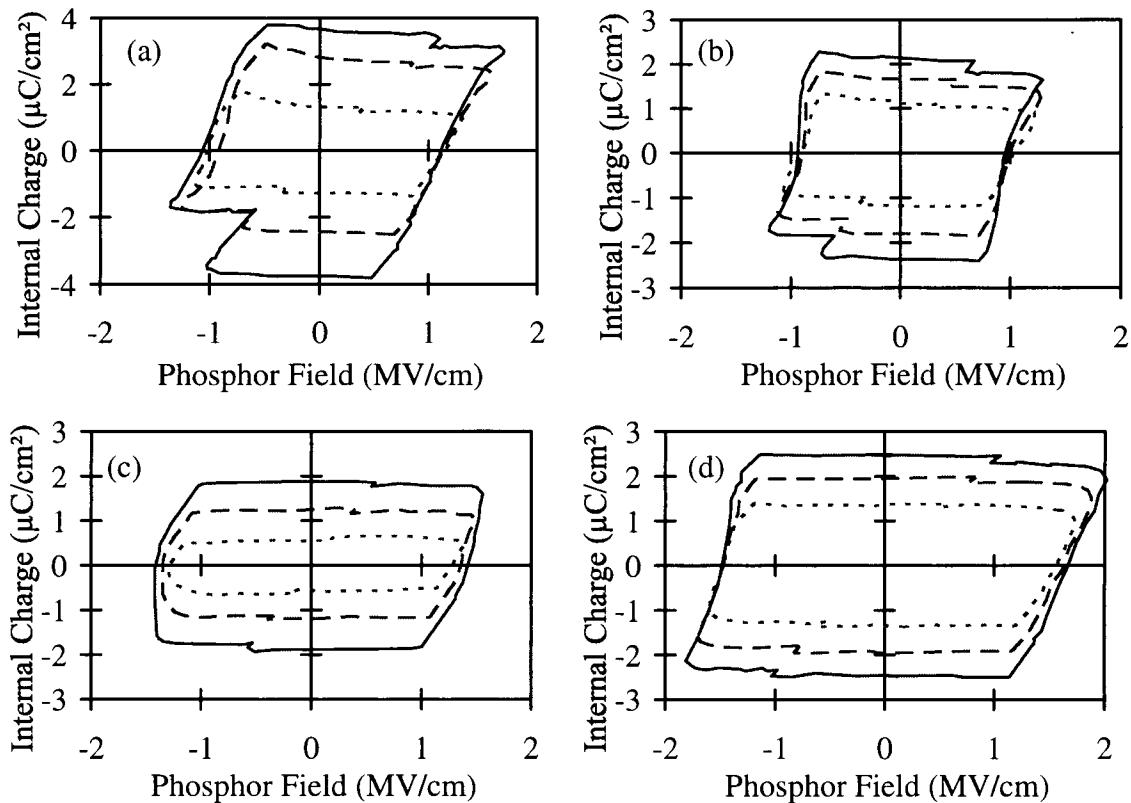 (a)
Internal Charge (µC/cm²)
4
2
0
-2
-4
-2 -1 0 1 2
Phosphor Field (MV/cm)
(b)
Internal Charge (µC/cm²)
3
2
1
0
-1
-2
-3
-2 -1 0 1 2
Phosphor Field (MV/cm)
(c)
Internal Charge (µC/cm²)
3
2
1
0
-1
-2
-3
-2 -1 0 1 2
Phosphor Field (MV/cm)
(d)
Internal Charge (µC/cm²)
3
2
1
0
-1
-2
-3
-2 -1 0 1 2
Phosphor Field (MV/cm)